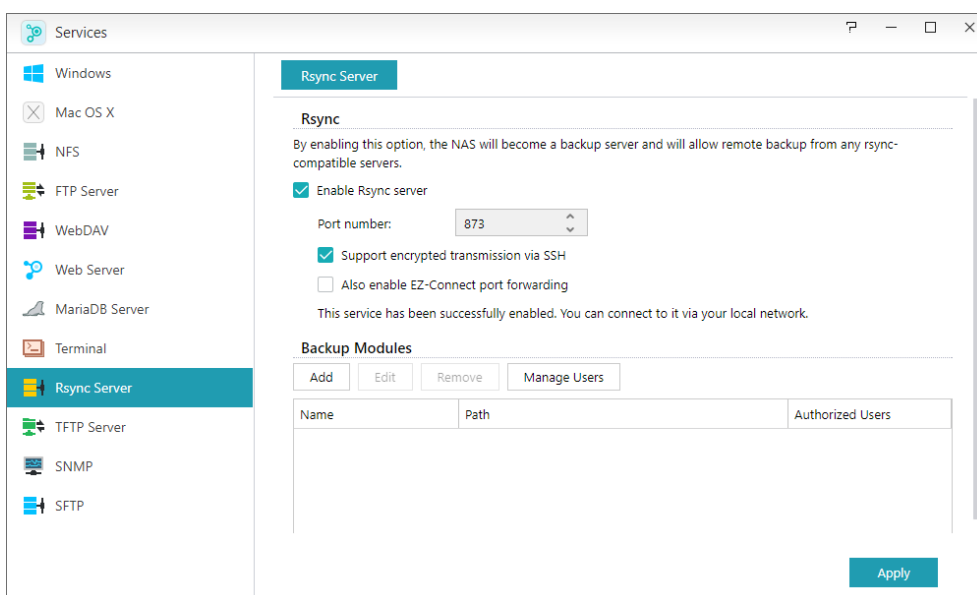 Services
Windows
Mac OS X
NFS
FTP Server
WebDAV
Web Server
MariaDB Server
Terminal
Rsync Server
TFTP Server
SNMP
SFTP
Rsync Server
Rsync
By enabling this option, the NAS will become a backup server and will allow remote backup from any rsync-
compatible servers.
Enable Rsync server
Port number: 873
Support encrypted transmission via SSH
Also enable EZ-Connect port forwarding
This service has been successfully enabled. You can connect to it via your local network.
Backup Modules
Add Edit Remove Manage Users
Name Path Authorized Users
Apply